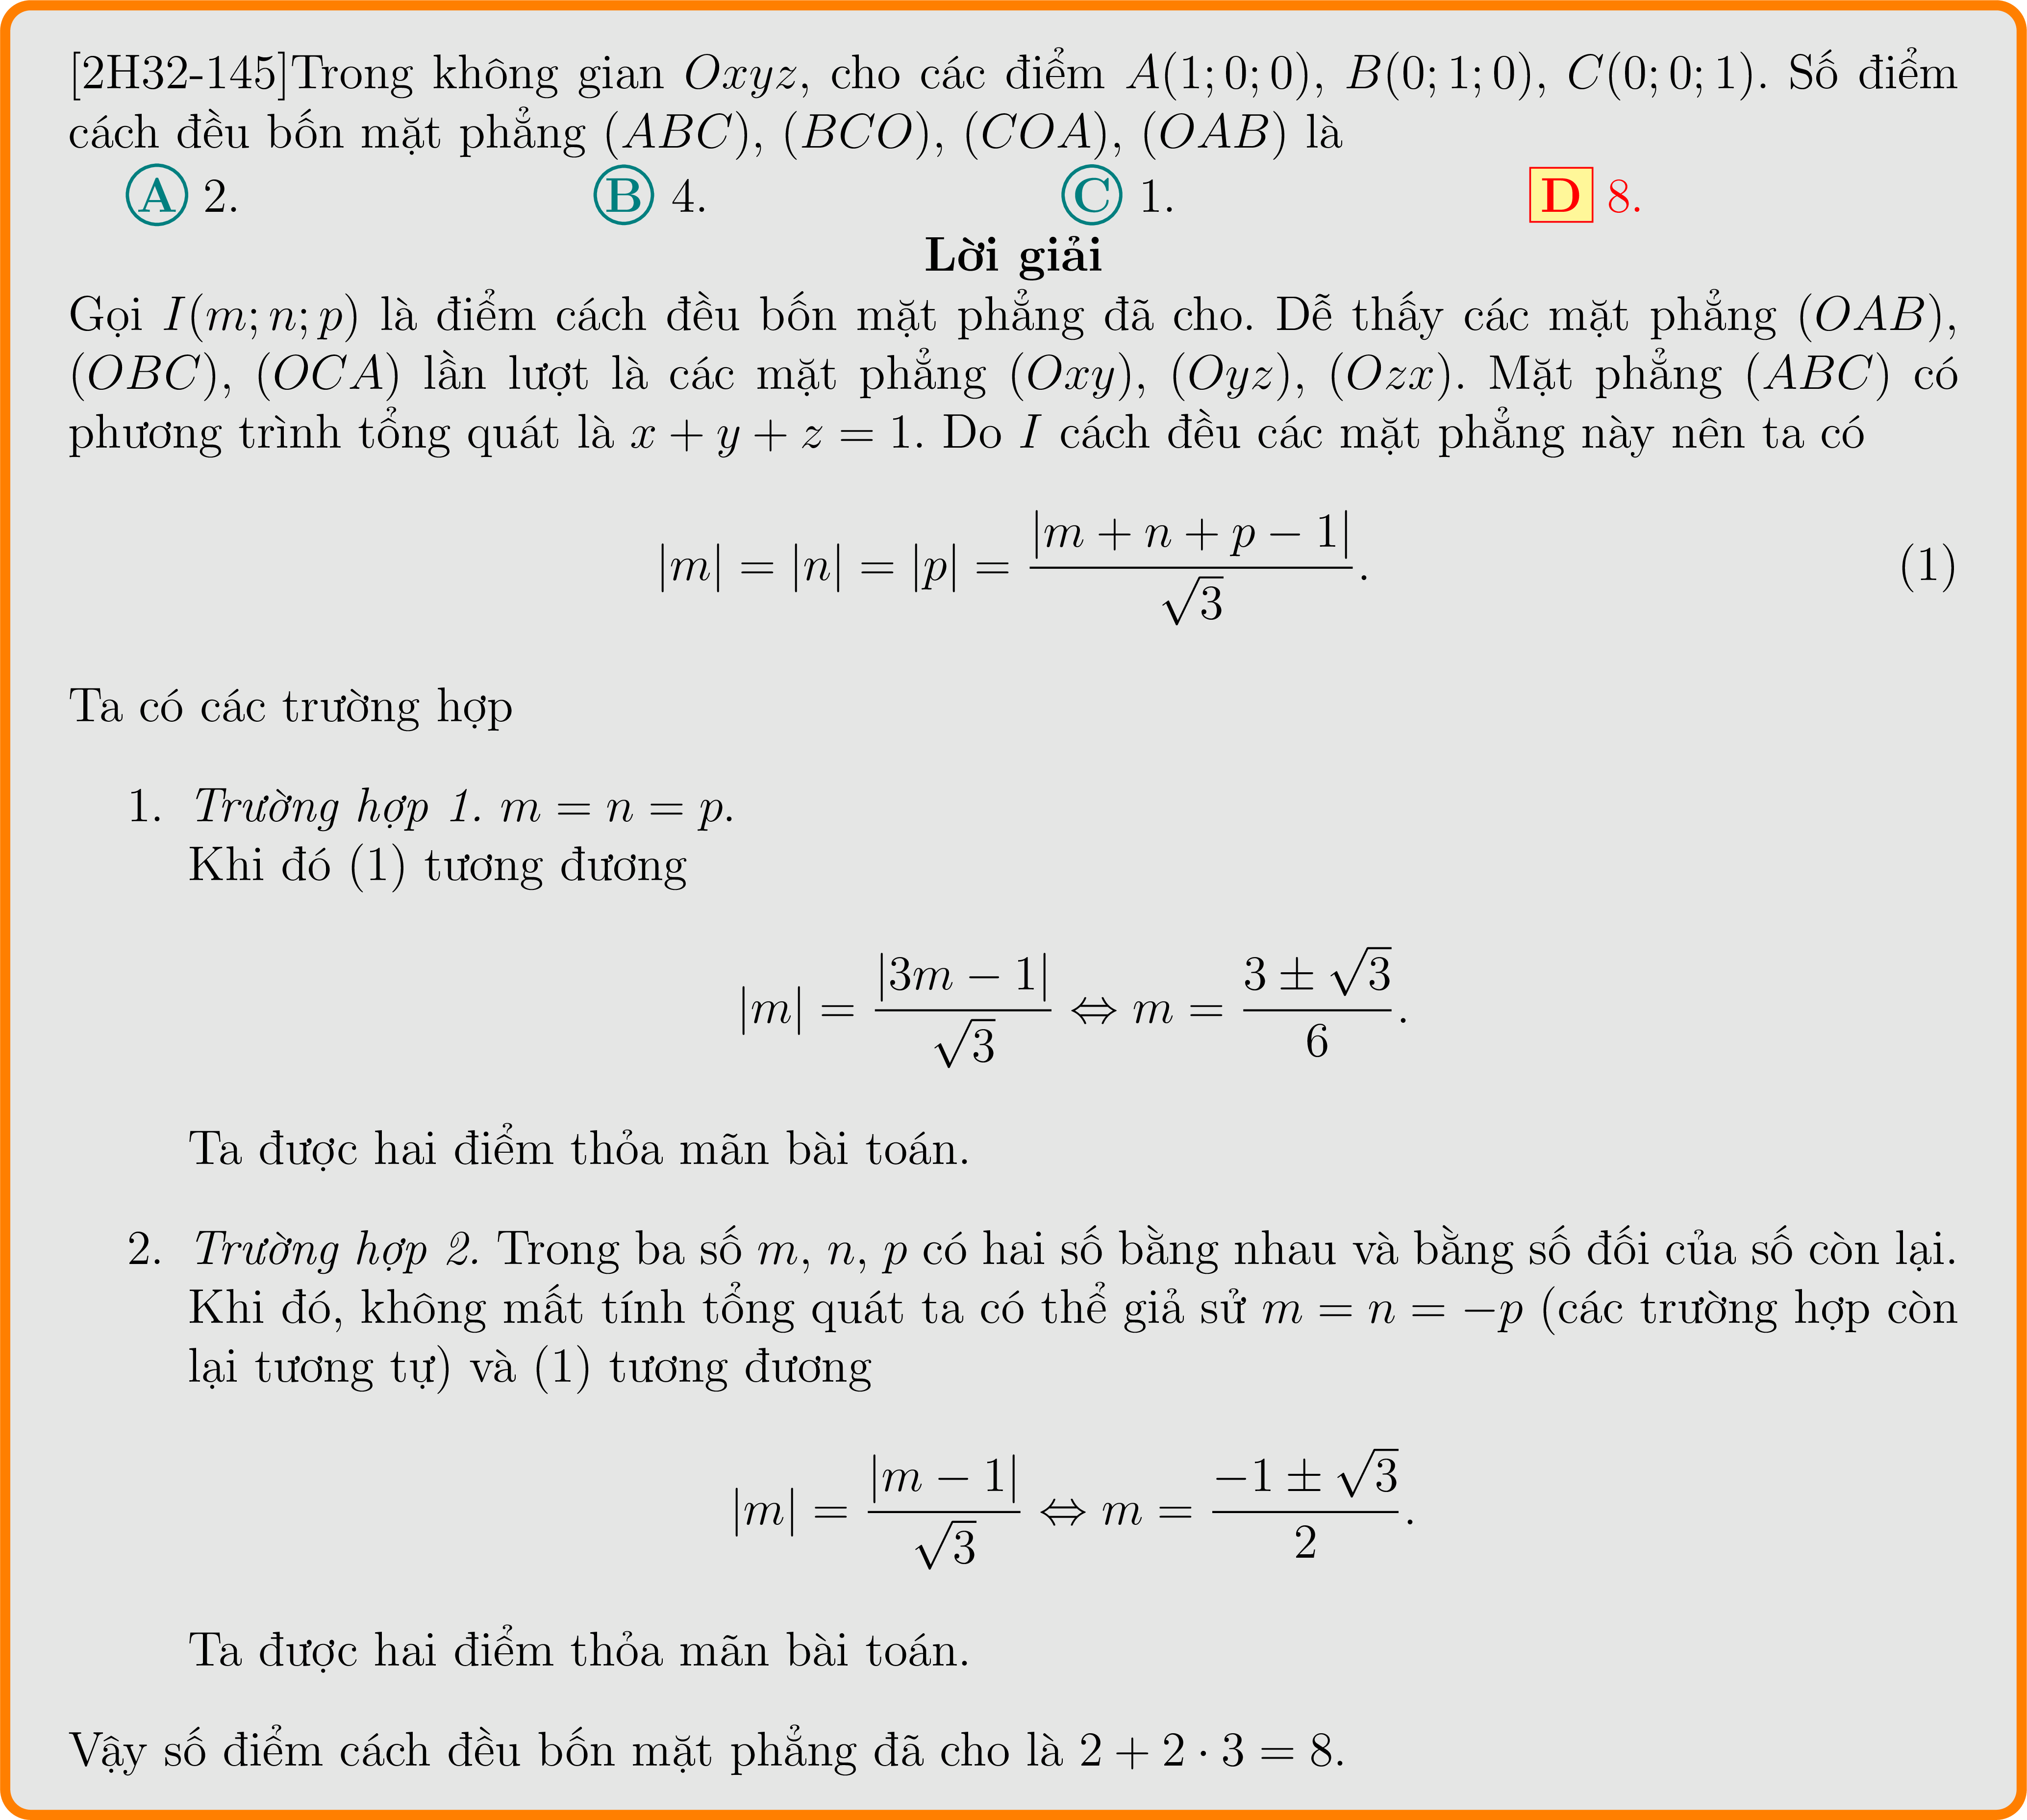 [2H32-145]Trong không gian Oxyz, cho các điểm A(1; 0; 0), B(0; 1; 0), C(0; 0; 1). Số điểm
cách đều bốn mặt phẳng (ABC), (BCO), (COA), (OAB) là
A 2. B 4. C 1. D 8.
Lời giải
Gọi I(m; n; p) là điểm cách đều bốn mặt phẳng đã cho. Dễ thấy các mặt phẳng (OAB),
(OBC), (OCA) lần lượt là các mặt phẳng (Oxy), (Oyz), (Ozx). Mặt phẳng (ABC) có
phương trình tổng quát là x + y + z = 1. Do I cách đều các mặt phẳng này nên ta có
|m| = |n| = |p| = \frac{|m + n + p − 1|}{\sqrt{3}}. (1)
Ta có các trường hợp
1. Trường hợp 1. m = n = p.
Khi đó (1) tương đương
|m| = \frac{|3m − 1|}{\sqrt{3}} ⇔ m = \frac{3 ± \sqrt{3}}{6}.
Ta được hai điểm thỏa mãn bài toán.
2. Trường hợp 2. Trong ba số m, n, p có hai số bằng nhau và bằng số đối của số còn lại.
Khi đó, không mất tính tổng quát ta có thể giả sử m = n = −p (các trường hợp còn
lại tương tự) và (1) tương đương
|m| = \frac{|m − 1|}{\sqrt{3}} ⇔ m = \frac{−1 ± \sqrt{3}}{2}.
Ta được hai điểm thỏa mãn bài toán.
Vậy số điểm cách đều bốn mặt phẳng đã cho là 2 + 2 · 3 = 8.